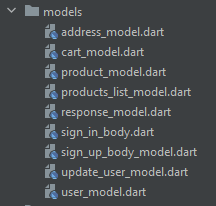 models
address_model.dart
cart_model.dart
product_model.dart
products_list_model.dart
response_model.dart
sign_in_body.dart
sign_up_body_model.dart
update_user_model.dart
user_model.dart